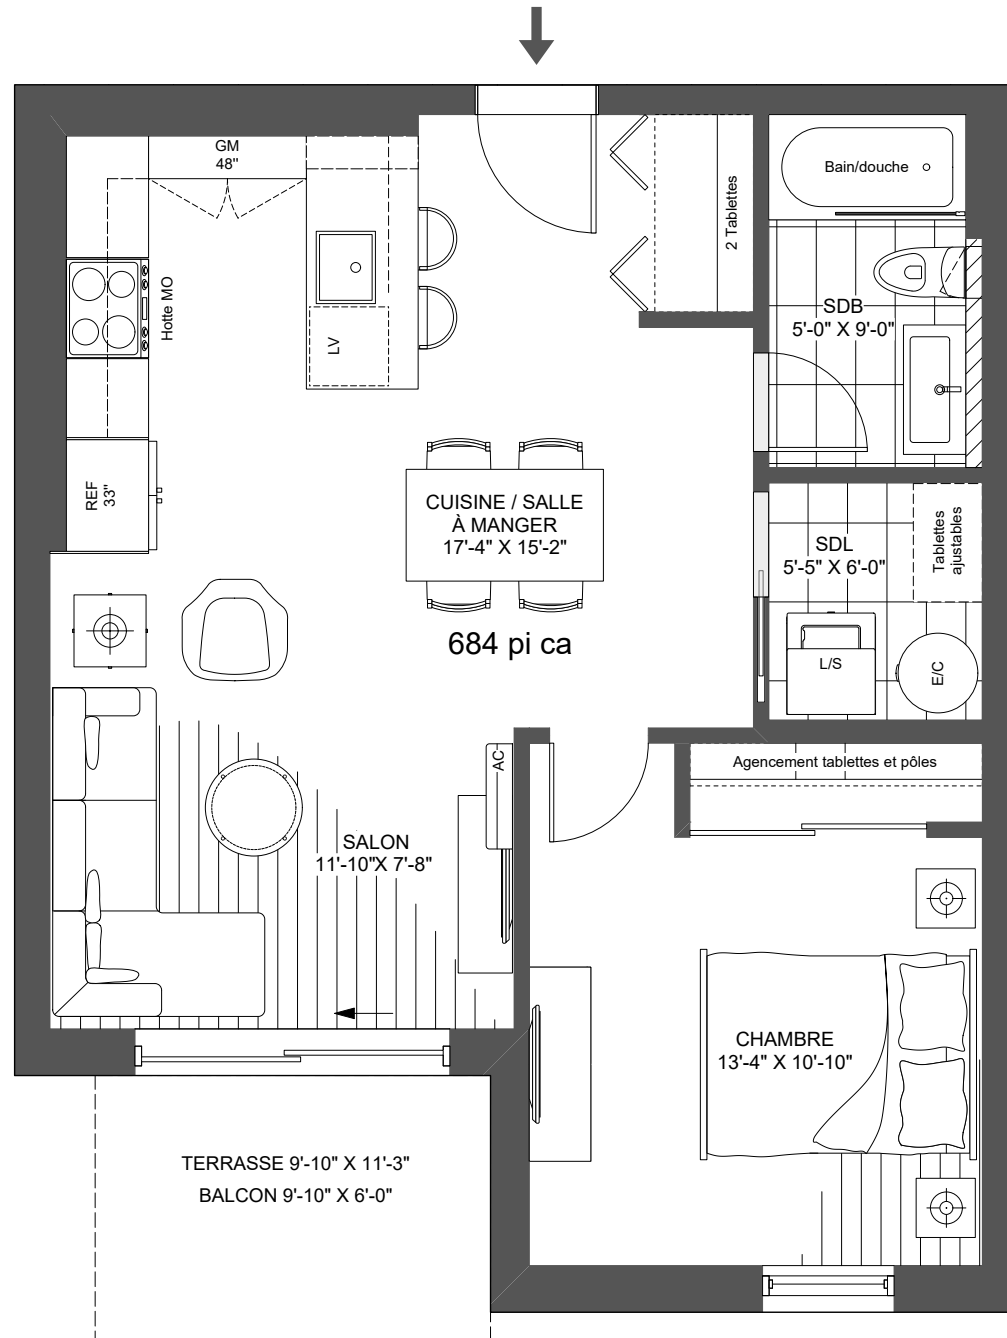 GM
48"
Bain/douche
2 Tablettes
Hotte MO
SDB
5'-0" X 9'-0"
LV
REF
33"
CUISINE / SALLE
À MANGER
17'-4" X 15'-2"
684 pi ca
SDL
5'-5" X 6'-0"
Tablettes
ajustables
L/S
E/C
AC
Agencement tablettes et pôles
SALON
11'-10"X 7'-8"
CHAMBRE
13'-4" X 10'-10"
TERRASSE 9'-10" X 11'-3"
BALCON 9'-10" X 6'-0"